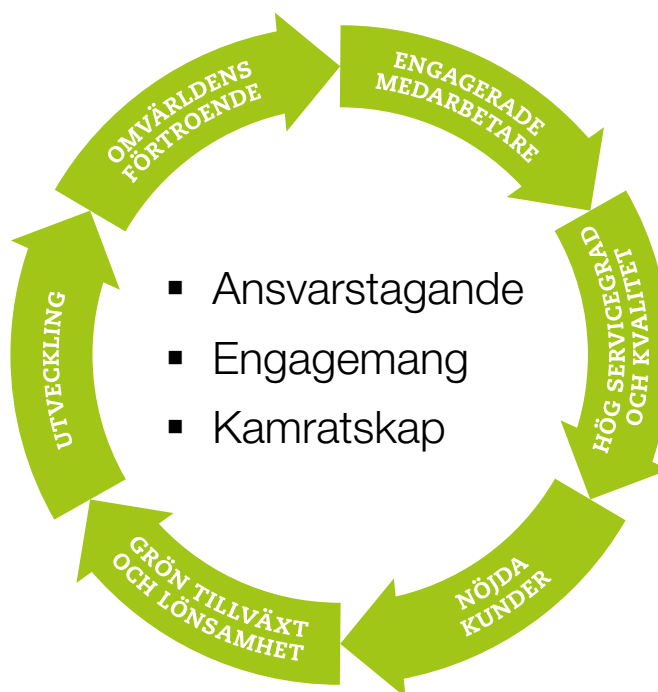 OMVÄRLDENS
FÖRTROENDE
ENGAGERADE
MEDARBETARE
HÖG SERVICEGRAD
OCH KVALITET
NÖJDA
KUNDER
GRÖN TILLVÄXT
OCH LÖNSAMHET
UTVECKLING
▪ Ansvarstagande
▪ Engagemang
▪ Kamratskap